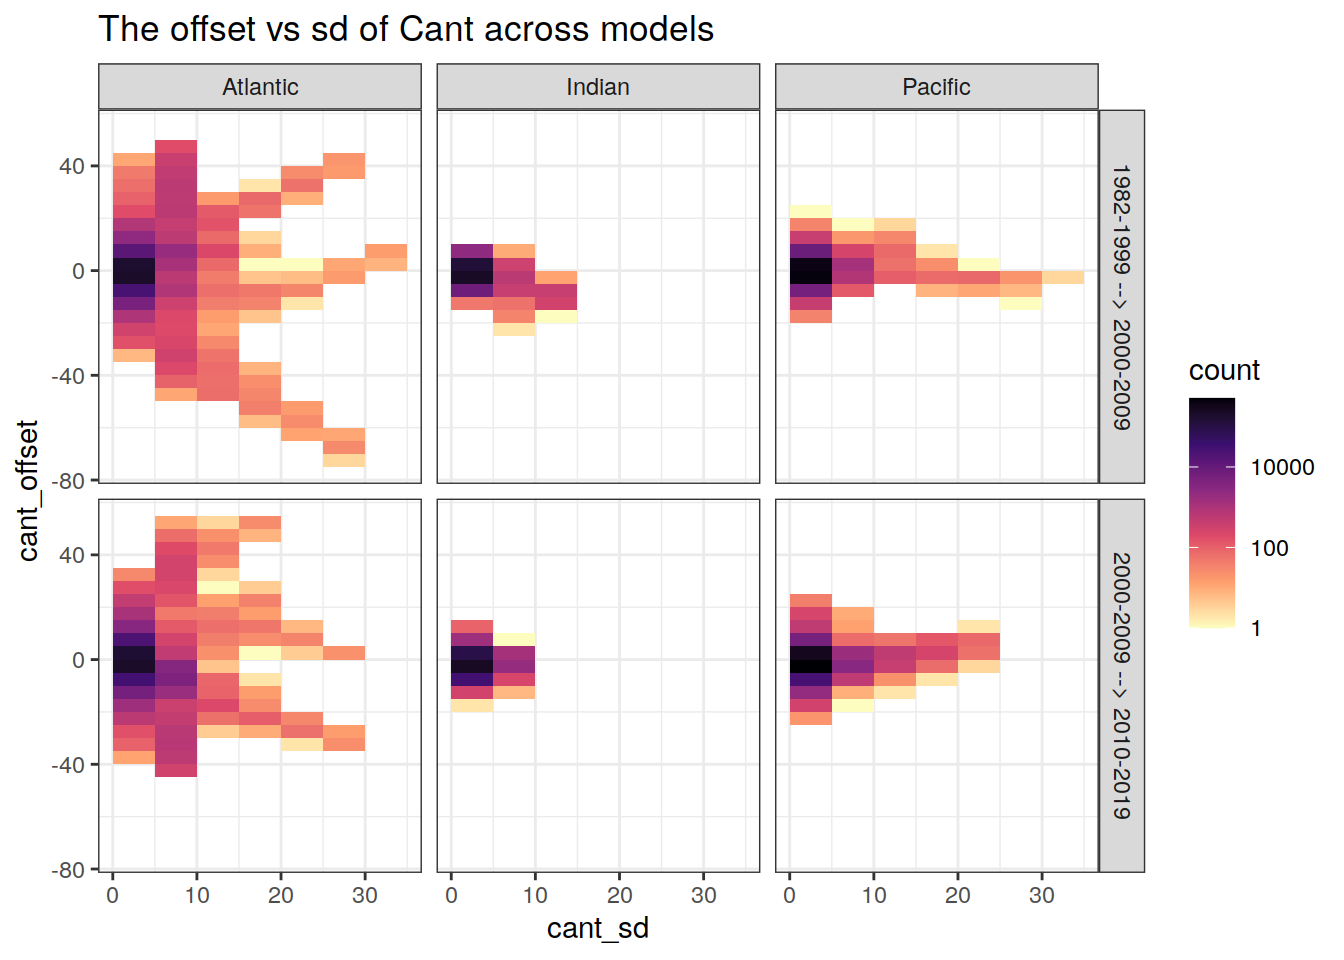 The offset vs sd of Cant across models
Atlantic
Indian
Pacific
40
0
-40
-80
1982-1999 --> 2000-2009
40
0
-40
-80
2000-2009 --> 2010-2019
cant_offset
0 10 20 30
0 10 20 30
0 10 20 30
cant_sd
count
10000
100
1